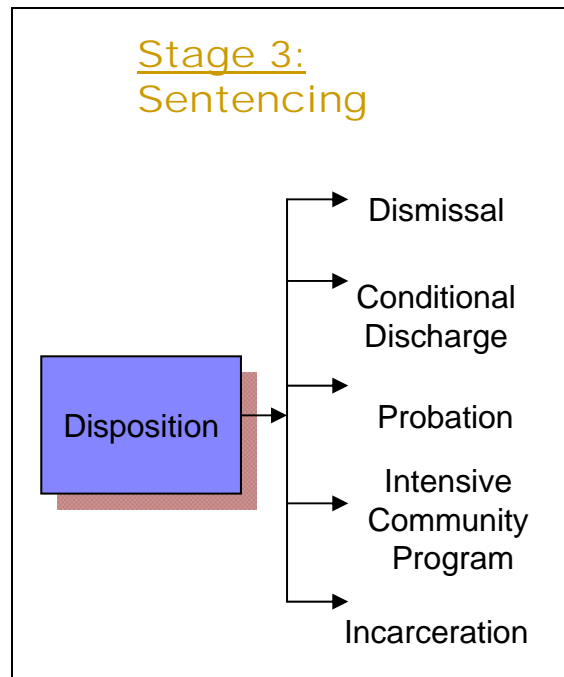 Stage 3:
Sentencing
Dismissal
Conditional
Discharge
Disposition
Probation
Intensive
Community
Program
Incarceration